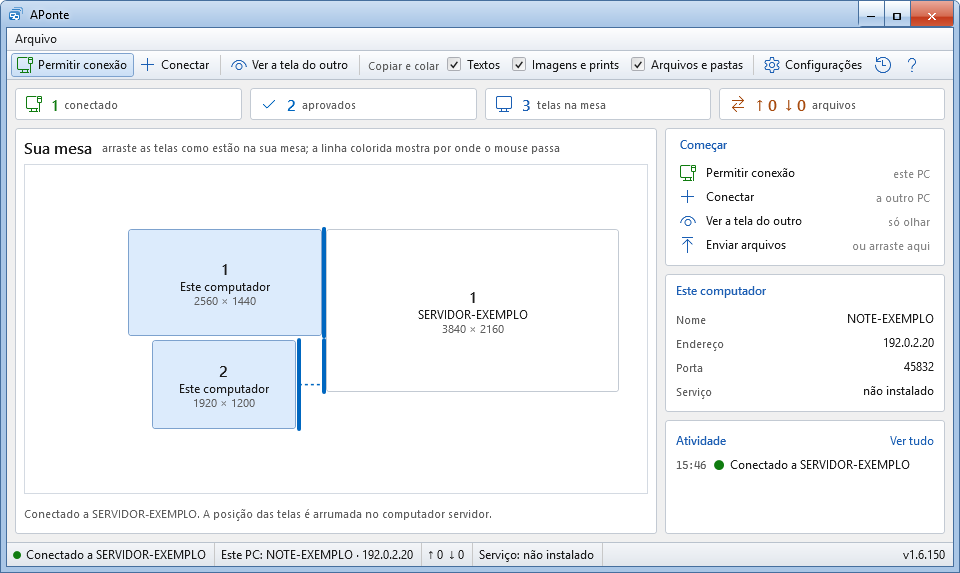 APonte
Arquivo
Permitir conexão Conectar Ver a tela do outro Copiar e colar Textos Imagens e prints Arquivos e pastas Configurações ?
1 conectado
2 aprovados
3 telas na mesa
↑ 0 ↓ 0 arquivos
Sua mesa arraste as telas como estão na sua mesa; a linha colorida mostra por onde o mouse passa
1
Este computador
2560 × 1440
2
Este computador
1920 × 1200
1
SERVIDOR-EXEMPLO
3840 × 2160
Conectado a SERVIDOR-EXEMPLO. A posição das telas é arrumada no computador servidor.
Começar
Permitir conexão este PC
Conectar a outro PC
Ver a tela do outro só olhar
Enviar arquivos ou arraste aqui
Este computador
Nome NOTE-EXEMPLO
Endereço 192.0.2.20
Porta 45832
Serviço não instalado
Atividade Ver tudo
15:46 Conectado a SERVIDOR-EXEMPLO
Conectado a SERVIDOR-EXEMPLO Este PC: NOTE-EXEMPLO · 192.0.2.20 ↑ 0 ↓ 0 Serviço: não instalado v1.6.150